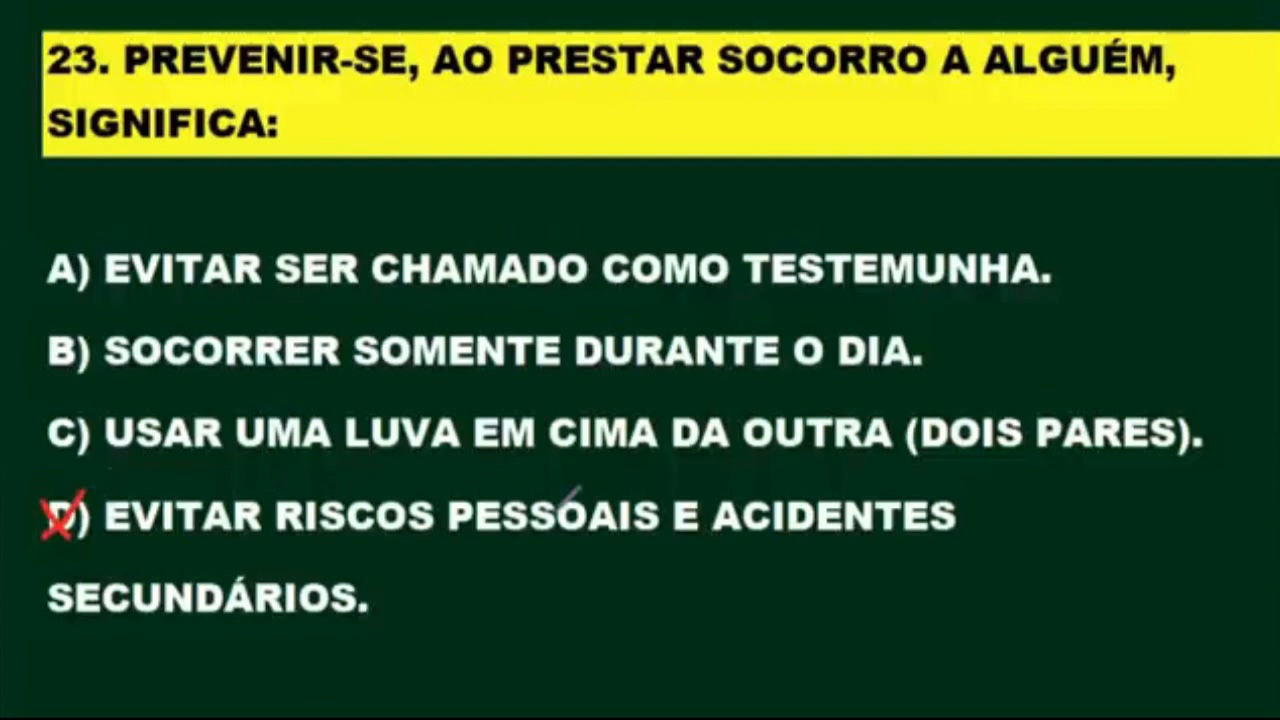 23. PREVENIR-SE, AO PRESTAR SOCORRO A ALGUÉM,
SIGNIFICA:
A) EVITAR SER CHAMADO COMO TESTEMUNHA.
B) SOCORRER SOMENTE DURANTE O DIA.
C) USAR UMA LUVA EM CIMA DA OUTRA (DOIS PARES).
D) EVITAR RISCOS PESSOAIS E ACIDENTES
SECUNDÁRIOS.